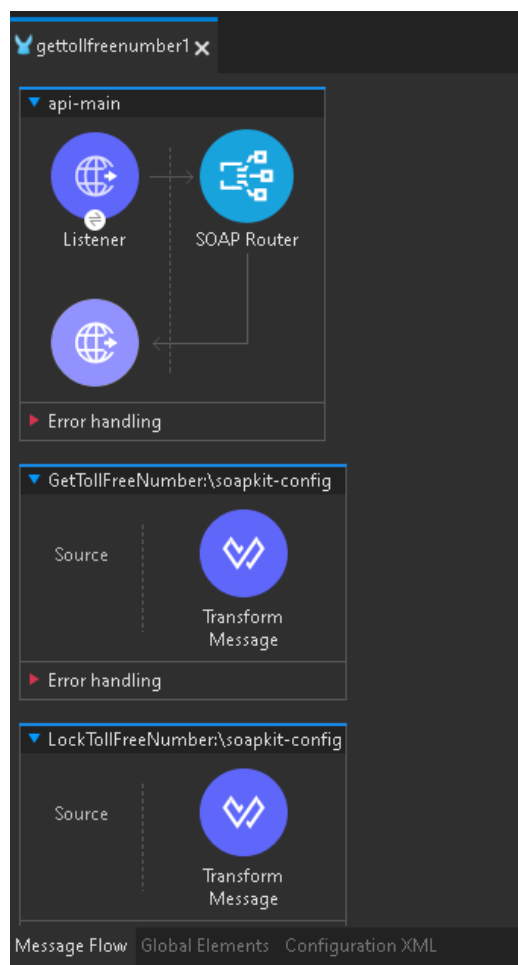 gettollfreenumber1
api-main
Listener
SOAP Router
Error handling
GetTollFreeNumber:\soapkit-config
Source
Transform
Message
Error handling
LockTollFreeNumber:\soapkit-config
Source
Transform
Message
Message Flow Global Elements Configuration XML